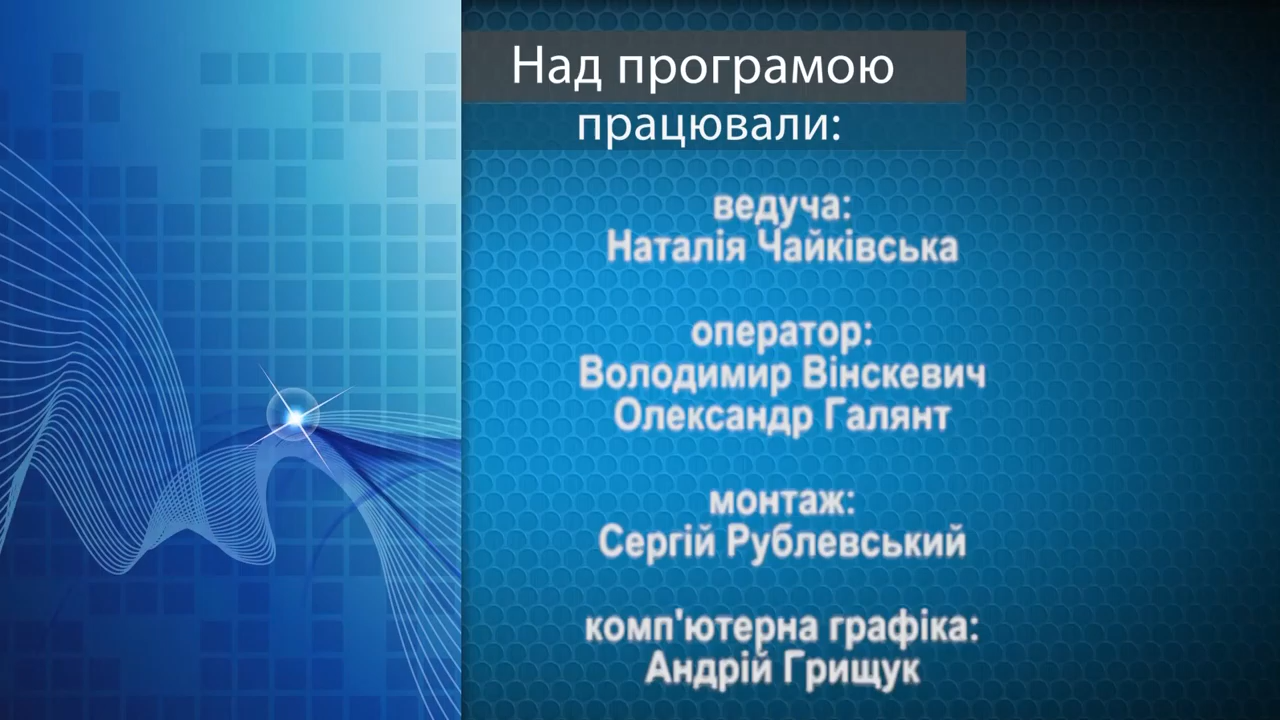 Над програмою
працювали:
ведуча:
Наталія Чайківська
оператор:
Володимир Вінскевич
Олександр Галянт
монтаж:
Сергій Рублевський
комп'ютерна графіка:
Андрій Грищук